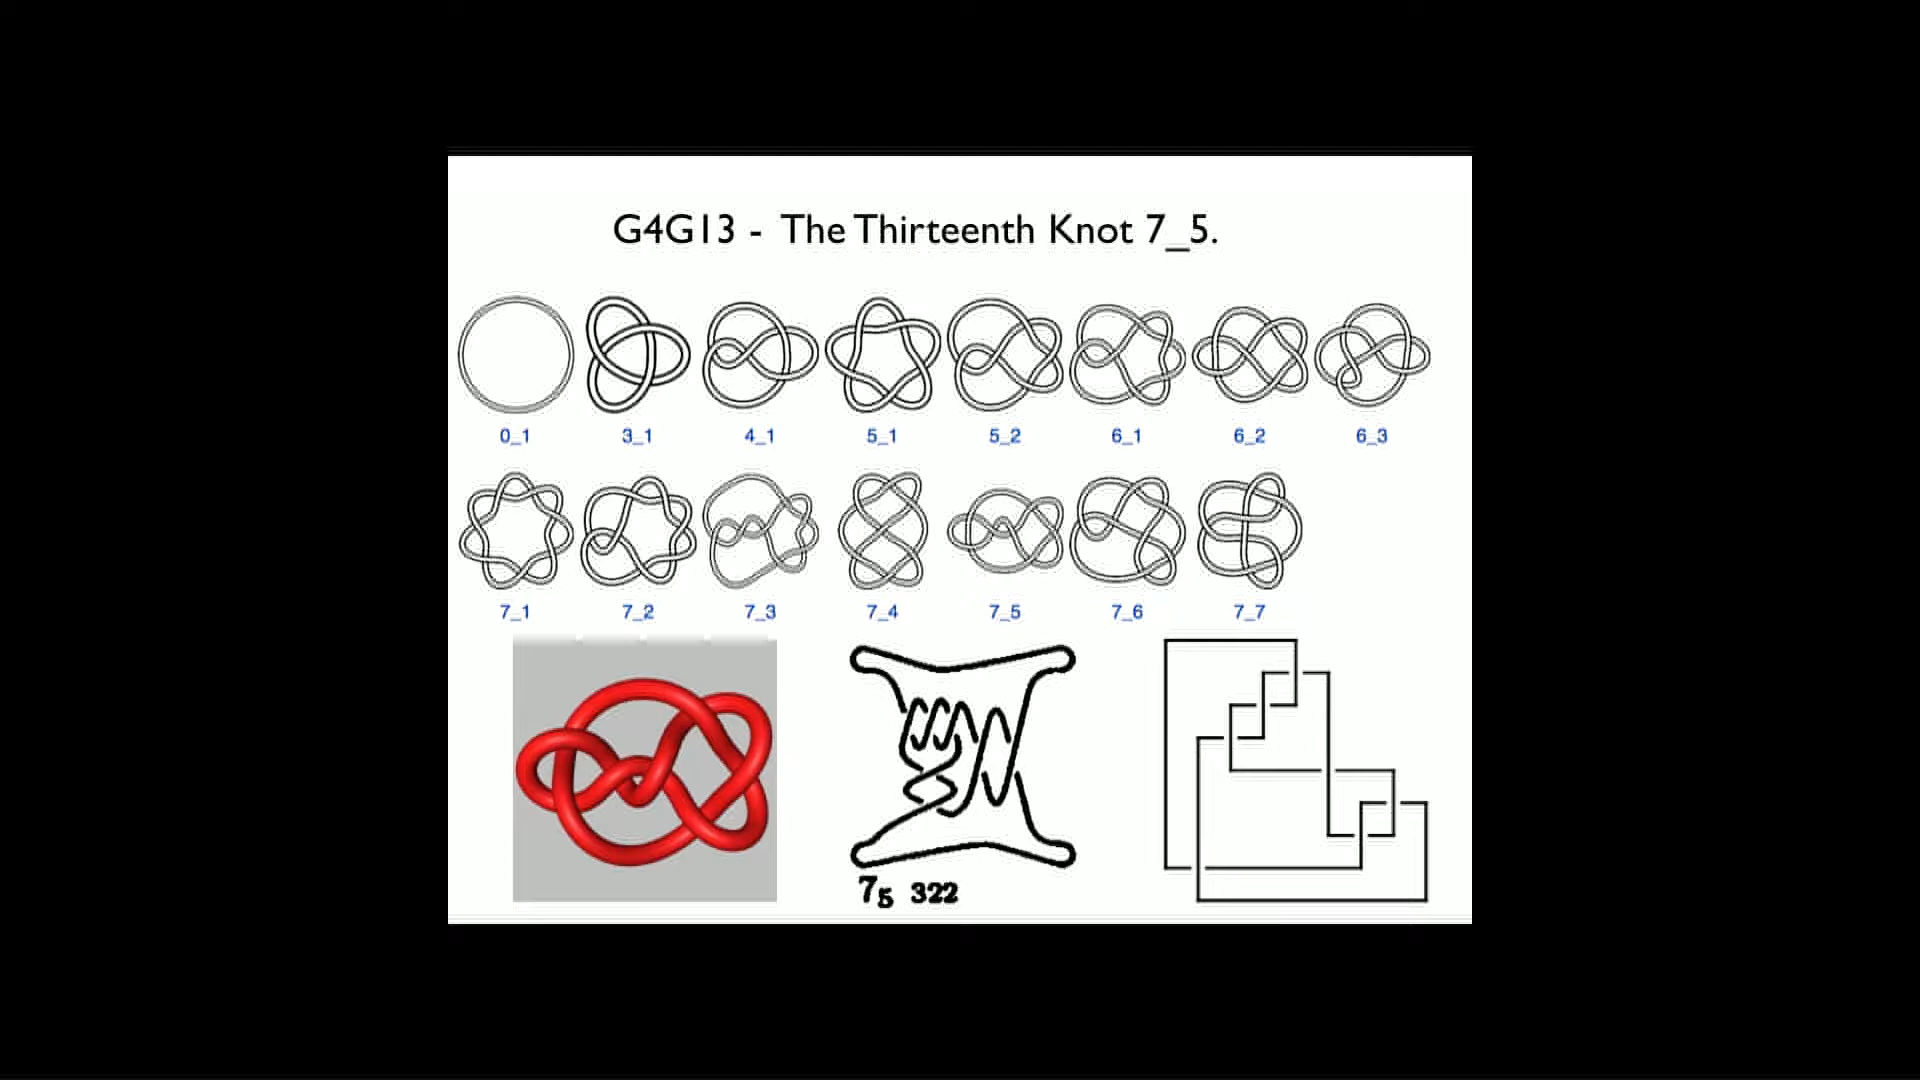 G4G13 - The Thirteenth Knot 7_5.
0_1 3_1 4_1 5_1 5_2 6_1 6_2 6_3
7_1 7_2 7_3 7_4 7_5 7_6 7_7
7₅ 322